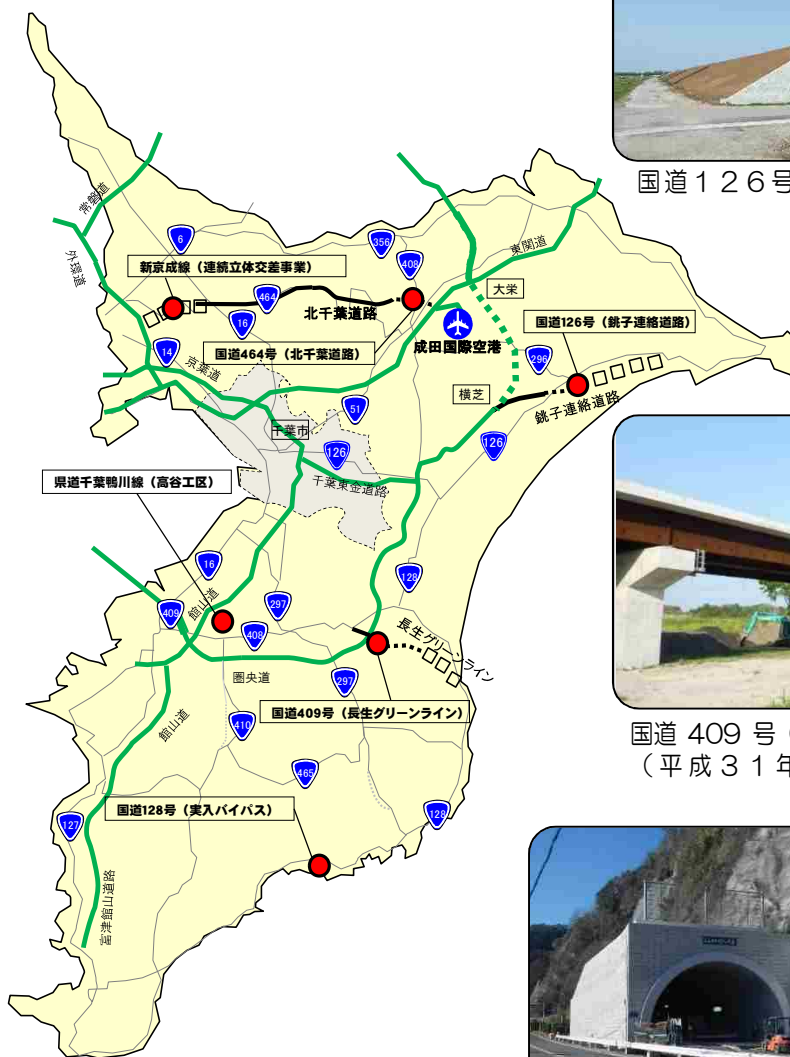 国道１２６号
常磐道
外環道
6
356
408
東関道
新京成線（連続立体交差事業）
464
大栄
16
北千葉道路
成田国際空港
国道126号（銚子連絡道路）
14
国道464号（北千葉道路）
京葉道
296
横芝
51
銚子連絡道路
千葉市
126
126
千葉東金道路
県道千葉鴨川線（高谷工区）
16
128
409
館山道
297
408
長生グリーンライン
圏央道
297
国道409号（長生グリーンライン）
館山道
410
国道 409 号
（平成３１年
465
国道128号（実入バイパス）
128
127
富津館山道路